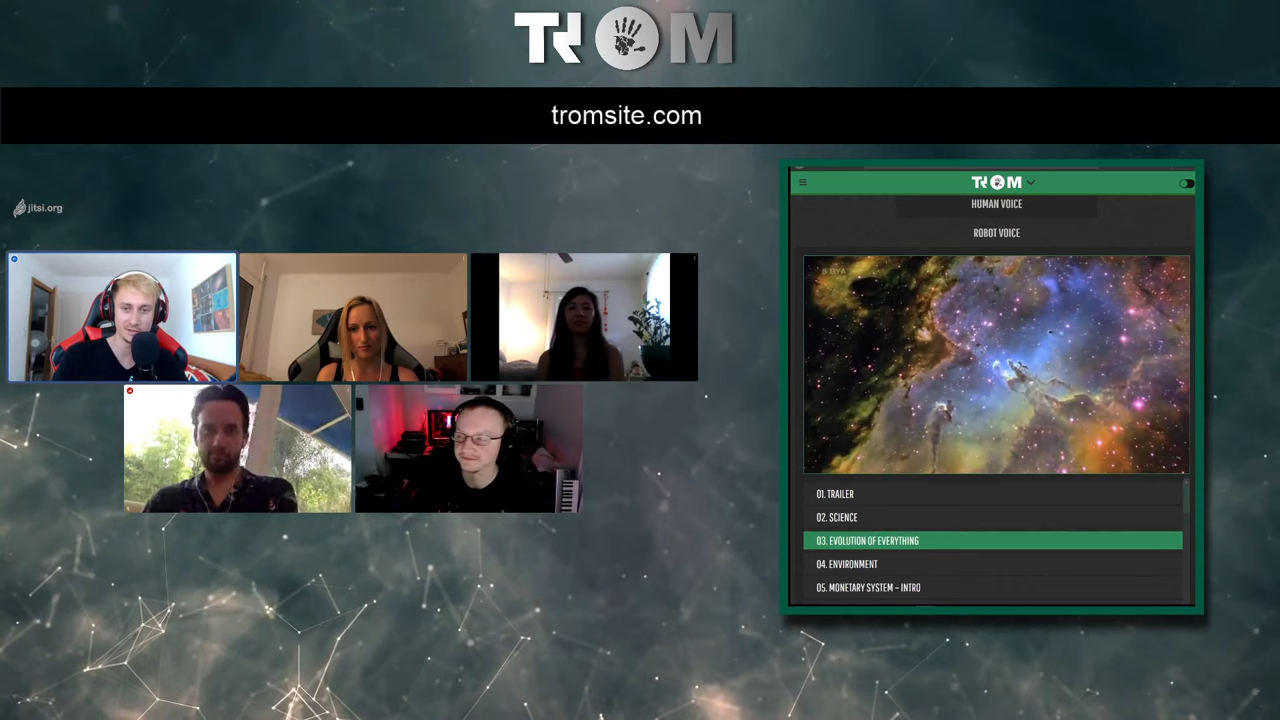 TROM
tromsite.com
jitsi.org
TROM
HUMAN VOICE
ROBOT VOICE
01. TRAILER
02. SCIENCE
03. EVOLUTION OF EVERYTHING
04. ENVIRONMENT
05. MONETARY SYSTEM – INTRO